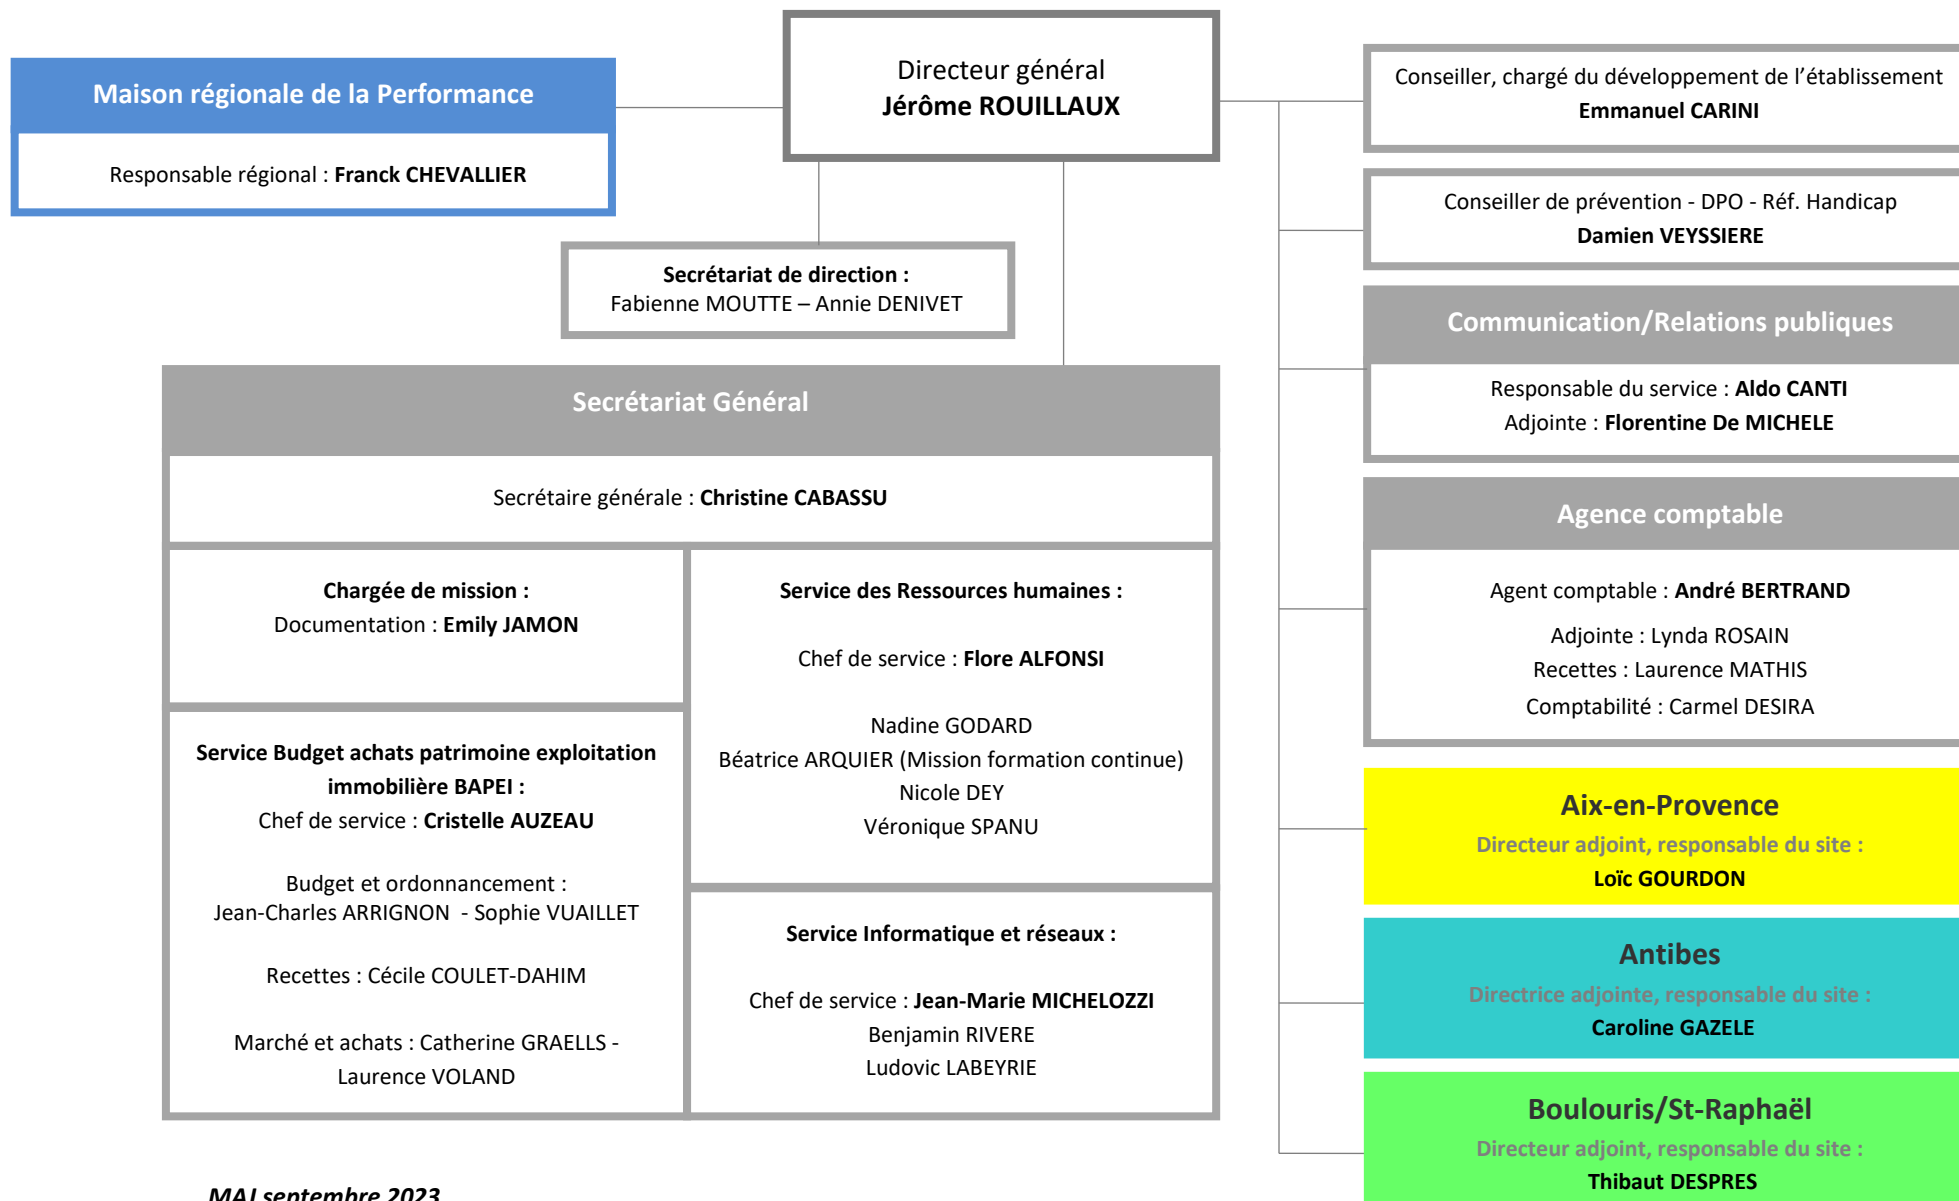 Directeur général
Jérôme ROUILLAUX
Maison régionale de la Performance
Responsable régional : Franck CHEVALLIER
Secrétariat de direction :
Fabienne MOUTTE – Annie DENIVET
Secrétariat Général
Secrétaire générale : Christine CABASSU
Chargée de mission :
Documentation : Emily JAMON
Service Budget achats patrimoine exploitation
immobilière BAPEI :
Chef de service : Cristelle AUZEAU
Budget et ordonnancement :
Jean-Charles ARRIGNON - Sophie VUAILLET
Recettes : Cécile COULET-DAHIM
Marché et achats : Catherine GRAELLS -
Laurence VOLAND
Service des Ressources humaines :
Chef de service : Flore ALFONSI
Nadine GODARD
Béatrice ARQUIER (Mission formation continue)
Nicole DEY
Véronique SPANU
Service Informatique et réseaux :
Chef de service : Jean-Marie MICHELOZZI
Benjamin RIVERE
Ludovic LABEYRIE
Conseiller, chargé du développement de l’établissement
Emmanuel CARINI
Conseiller de prévention - DPO - Réf. Handicap
Damien VEYSSIERE
Communication/Relations publiques
Responsable du service : Aldo CANTI
Adjointe : Florentine De MICHELE
Agence comptable
Agent comptable : André BERTRAND
Adjointe : Lynda ROSAIN
Recettes : Laurence MATHIS
Comptabilité : Carmel DESIRA
Aix-en-Provence
Directeur adjoint, responsable du site :
Loïc GOURDON
Antibes
Directrice adjointe, responsable du site :
Caroline GAZELE
Boulouris/St-Raphaël
Directeur adjoint, responsable du site :
Thibaut DESPRES
MAJ septembre 2023